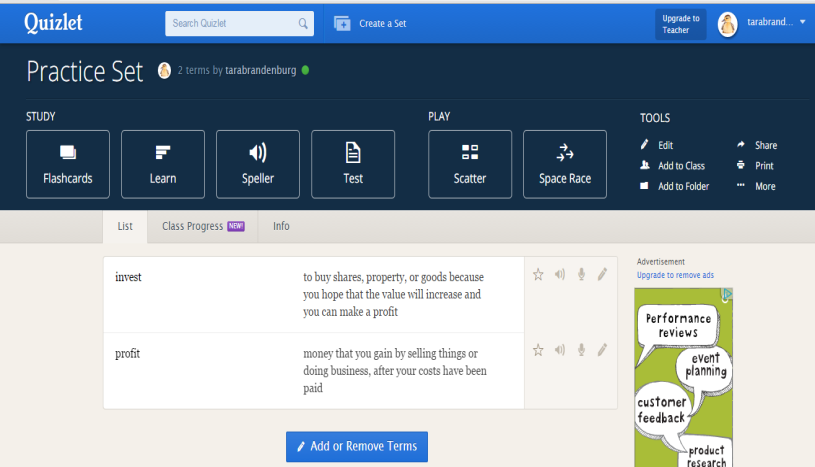 Quizlet
Search Quizlet
Create a Set
Upgrade to
Teacher
tarabrand...
Practice Set
2 terms by tarabrandenburg
STUDY
Flashcards
Learn
Speller
Test
PLAY
Scatter
Space Race
TOOLS
Edit
Share
Add to Class
Print
Add to Folder
More
List
Class Progress NEW!
Info
invest
to buy shares, property, or goods because
you hope that the value will increase and
you can make a profit
profit
money that you gain by selling things or
doing business, after your costs have been
paid
Add or Remove Terms
Advertisement
Upgrade to remove ads
Performance
reviews
event
planning
customer
feedback
product
research